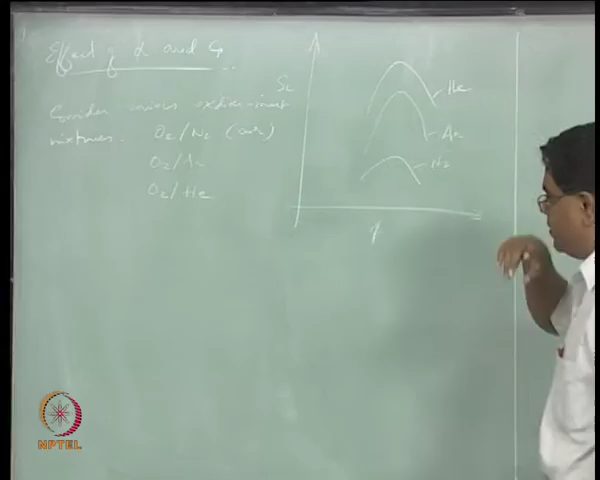 Effect of α and Cp
Consider various oxidizer-inert
mixtures. O2/N2 (air)
O2/Ar
O2/He
SL
He
Ar
N2
φ
NPTEL